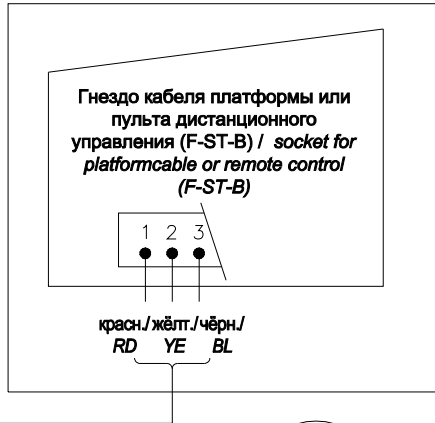 Гнездо кабеля платформы или
пульта дистанционного
управления (F-ST-B) / socket for
platformcable or remote control
(F-ST-B)
1 2 3
красн./жёлт./чёрн./
RD YE BL